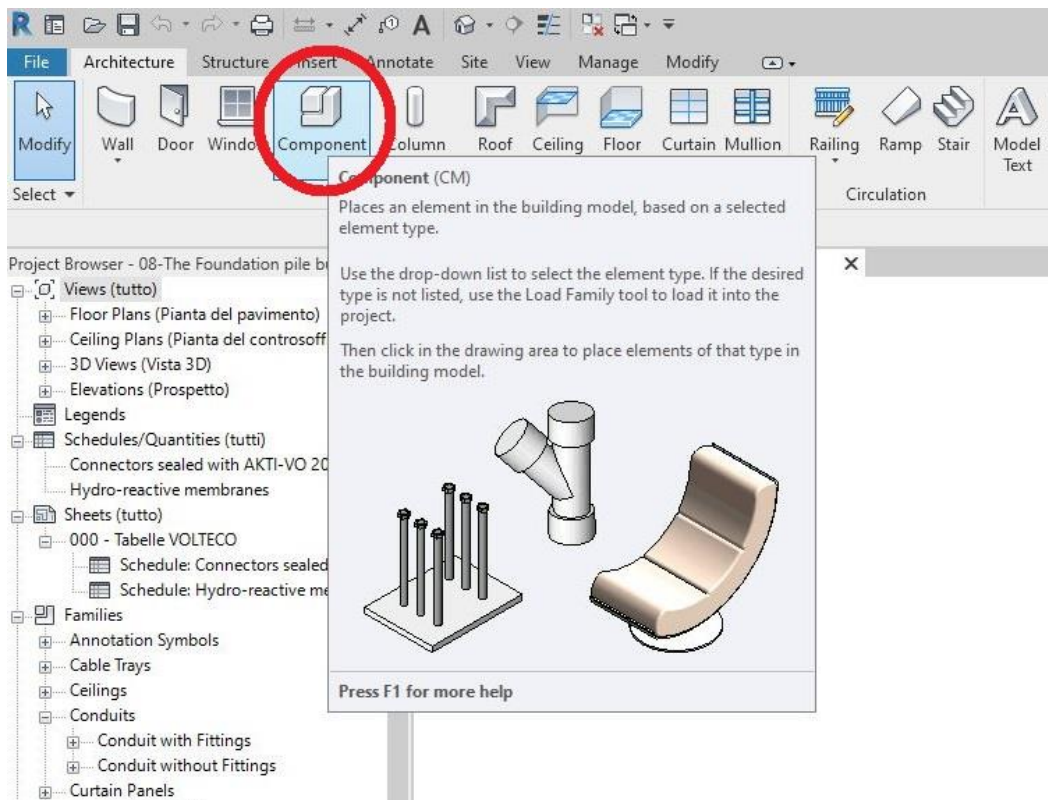 R A
File Architecture Structure Insert Annotate Site View Manage Modify
Modify Wall Door Window Component Column Roof Ceiling Floor Curtain Mullion Railing Ramp Stair Model
Text
Select Circulation
Component (CM)
Places an element in the building model, based on a selected
element type.
Use the drop-down list to select the element type. If the desired
type is not listed, use the Load Family tool to load it into the
project.
Then click in the drawing area to place elements of that type in
the building model.
Press F1 for more help
Project Browser - 08-The Foundation pile
Views (tutto)
Floor Plans (Pianta del pavimento)
Ceiling Plans (Pianta del controsoff
3D Views (Vista 3D)
Elevations (Prospetto)
Legends
Schedules/Quantities (tutti)
Connectors sealed with AKTI-VO 20
Hydro-reactive membranes
Sheets (tutto)
000 - Tabelle VOLTECO
Schedule: Connectors sealed
Schedule: Hydro-reactive me
Families
Annotation Symbols
Cable Trays
Ceilings
Conduits
Conduit with Fittings
Conduit without Fittings
Curtain Panels